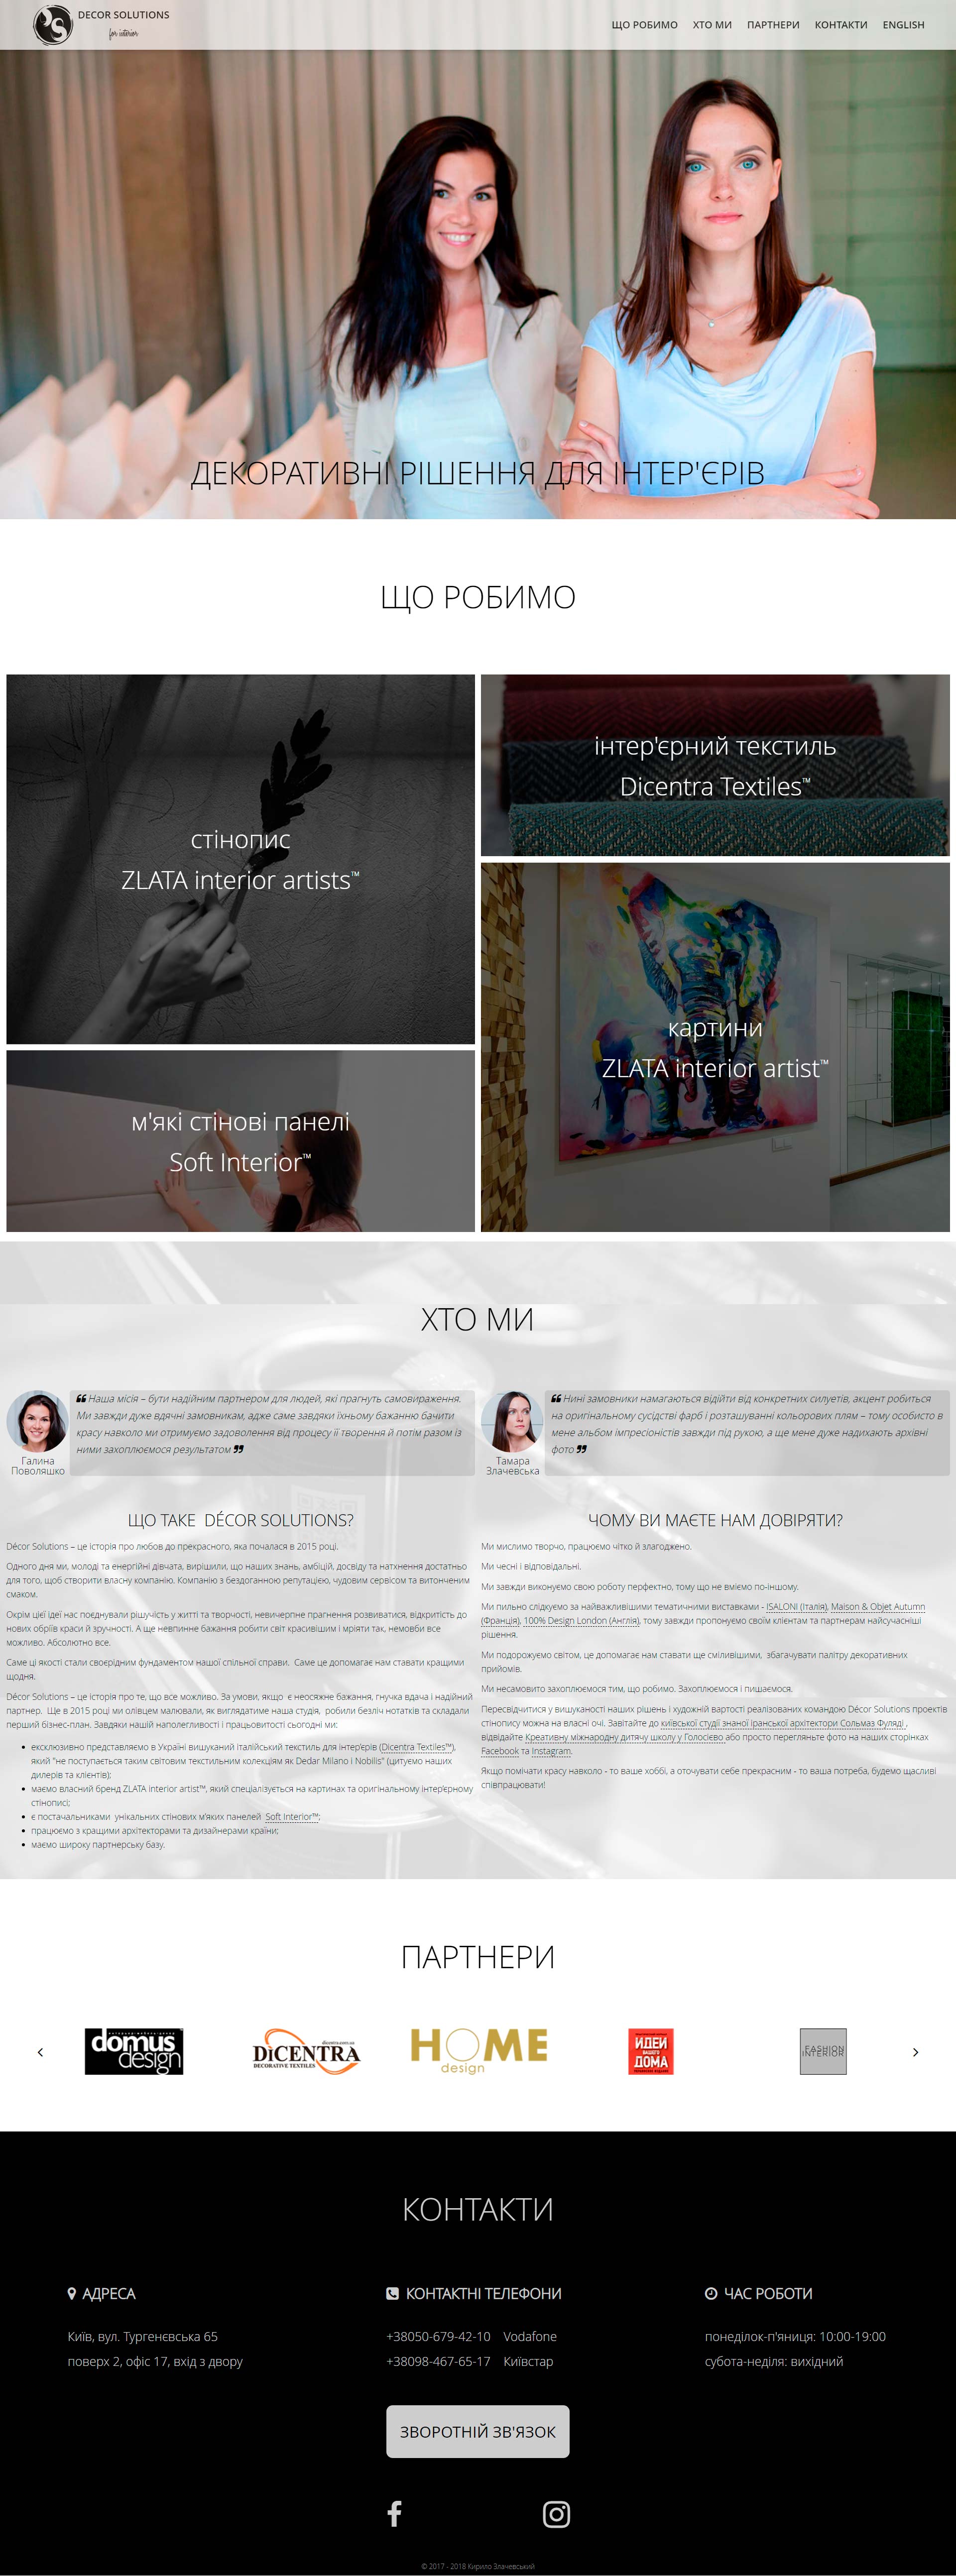 DECOR SOLUTIONS
for interior
ЩО РОБИМО ХТО МИ ПАРТНЕРИ КОНТАКТИ ENGLISH
ДЕКОРАТИВНІ РІШЕННЯ ДЛЯ ІНТЕР'ЄРІВ
ЩО РОБИМО
стінопис
ZLATA interior artists™
інтер'єрний текстиль
Dicentra Textiles™
картини
ZLATA interior artist™
м'які стінові панелі
Soft Interior™
ХТО МИ
Галина
Поволяшко
❝ Наша місія – бути надійним партнером для людей, які прагнуть самовираження.
Ми завжди дуже вдячні замовникам, адже саме завдяки їхньому бажанню бачити
красу навколо ми отримуємо задоволення від процесу її творення й потім разом із
ними захоплюємося результатом ❞
Тамара
Злачевська
❝ Нині замовники намагаються відійти від конкретних силуетів, акцент робиться
на оригінальному сусідстві фарб і розташуванні кольорових плям – тому особисто в
мене альбом імпресіоністів завжди під рукою, а ще мене дуже надихають архівні
фото ❞
ЩО ТАКЕ DÉCOR SOLUTIONS?
Décor Solutions – це історія про любов до прекрасного, яка почалася в 2015 році.
Одного дня ми, молоді та енергійні дівчата, вирішили, що наших знань, амбіцій, досвіду та натхнення достатньо
для того, щоб створити власну компанію. Компанію з бездоганною репутацією, чудовим сервісом та витонченим
смаком.
Окрім цієї ідеї нас поєднували рішучість у житті та творчості, невичерпне прагнення розвиватися, відкритість до
нових обріїв краси й зручності. А ще невпинне бажання робити світ красивішим і мріяти так, немовби все
можливо. Абсолютно все.
Саме ці якості стали своєрідним фундаментом нашої спільної справи. Саме це допомагає нам ставати кращими
щодня.
Décor Solutions – це історія про те, що все можливо. За умови, якщо є неосяжне бажання, гнучка вдача і надійний
партнер. Ще в 2015 році ми олівцем малювали, як виглядатиме наша студія, робили безліч нотатків та складали
перший бізнес-план. Завдяки нашій наполегливості і працьовитості сьогодні ми:
• ексклюзивно представляємо в Україні вишуканий італійський текстиль для інтер'єрів (Dicentra Textiles™),
який "не поступається таким світовим текстильним колекціям як Dedar Milano і Nobilis" (цитуємо наших
дилерів та клієнтів);
• маємо власний бренд ZLATA interior artist™, який спеціалізується на картинах та оригінальному інтер'єрному
стінописі;
• є постачальниками унікальних стінових м'яких панелей Soft Interior™;
• працюємо з кращими архітекторами та дизайнерами країни;
• маємо широку партнерську базу.
ЧОМУ ВИ МАЄТЕ НАМ ДОВІРЯТИ?
Ми мислимо творчо, працюємо чітко й злагоджено.
Ми чесні і відповідальні.
Ми завжди виконуємо свою роботу перфектно, тому що не вміємо по-іншому.
Ми пильно слідкуємо за найважливішими тематичними виставками - ISALONI (Італія), Maison & Objet Autumn
(Франція), 100% Design London (Англія), тому завжди пропонуємо своїм клієнтам та партнерам найсучасніші
рішення.
Ми подорожуємо світом, це допомагає нам ставати ще сміливішими, збагачувати палітру декоративних
прийомів.
Ми несамовито захоплюємося тим, що робимо. Захоплюємося і пишаємося.
Пересвідчитися у вишуканості наших рішень і художній вартості реалізованих командою Décor Solutions проектів
стінопису можна на власні очі. Завітайте до київської студії знаної іранської архітектори Сольмаз Фуляді ,
відвідайте Креативну міжнародну дитячу школу у Голосієво або просто перегляньте фото на наших сторінках
Facebook та Instagram.
Якщо помічати красу навколо - то ваше хоббі, а оточувати себе прекрасним - то ваша потреба, будемо щасливі
співпрацювати!
ПАРТНЕРИ
domus
design
dicentra.com.ua
DiCENTRA
DECORATIVE TEXTILES
HOME
design
ИДЕИ
ВАШЕГО
ДОМА
FASHION
INTERIOR
КОНТАКТИ
АДРЕСА
Київ, вул. Тургенєвська 65
поверх 2, офіс 17, вхід з двору
КОНТАКТНІ ТЕЛЕФОНИ
+38050-679-42-10 Vodafone
+38098-467-65-17 Київстар
ЧАС РОБОТИ
понеділок-п'яниця: 10:00-19:00
субота-неділя: вихідний
ЗВОРОТНІЙ ЗВ'ЯЗОК
© 2017 - 2018 Кирило Злачевський